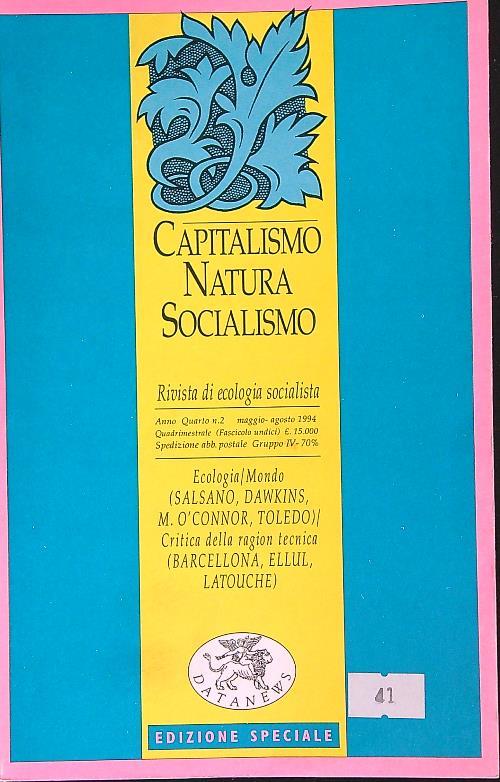 CAPITALISMO
NATURA
SOCIALISMO
Rivista di ecologia socialista
Anno Quarto n.2 maggio-agosto 1994
Quadrimestrale (Fascicolo undici) £. 15.000
Spedizione abb. postale Gruppo IV-70%
Ecologia/Mondo
(SALSANO, DAWKINS,
M. O'CONNOR, TOLEDO)/
Critica della ragion tecnica
(BARCELLONA, ELLUL,
LATOUCHE)
DATANEWS
41
EDIZIONE SPECIALE